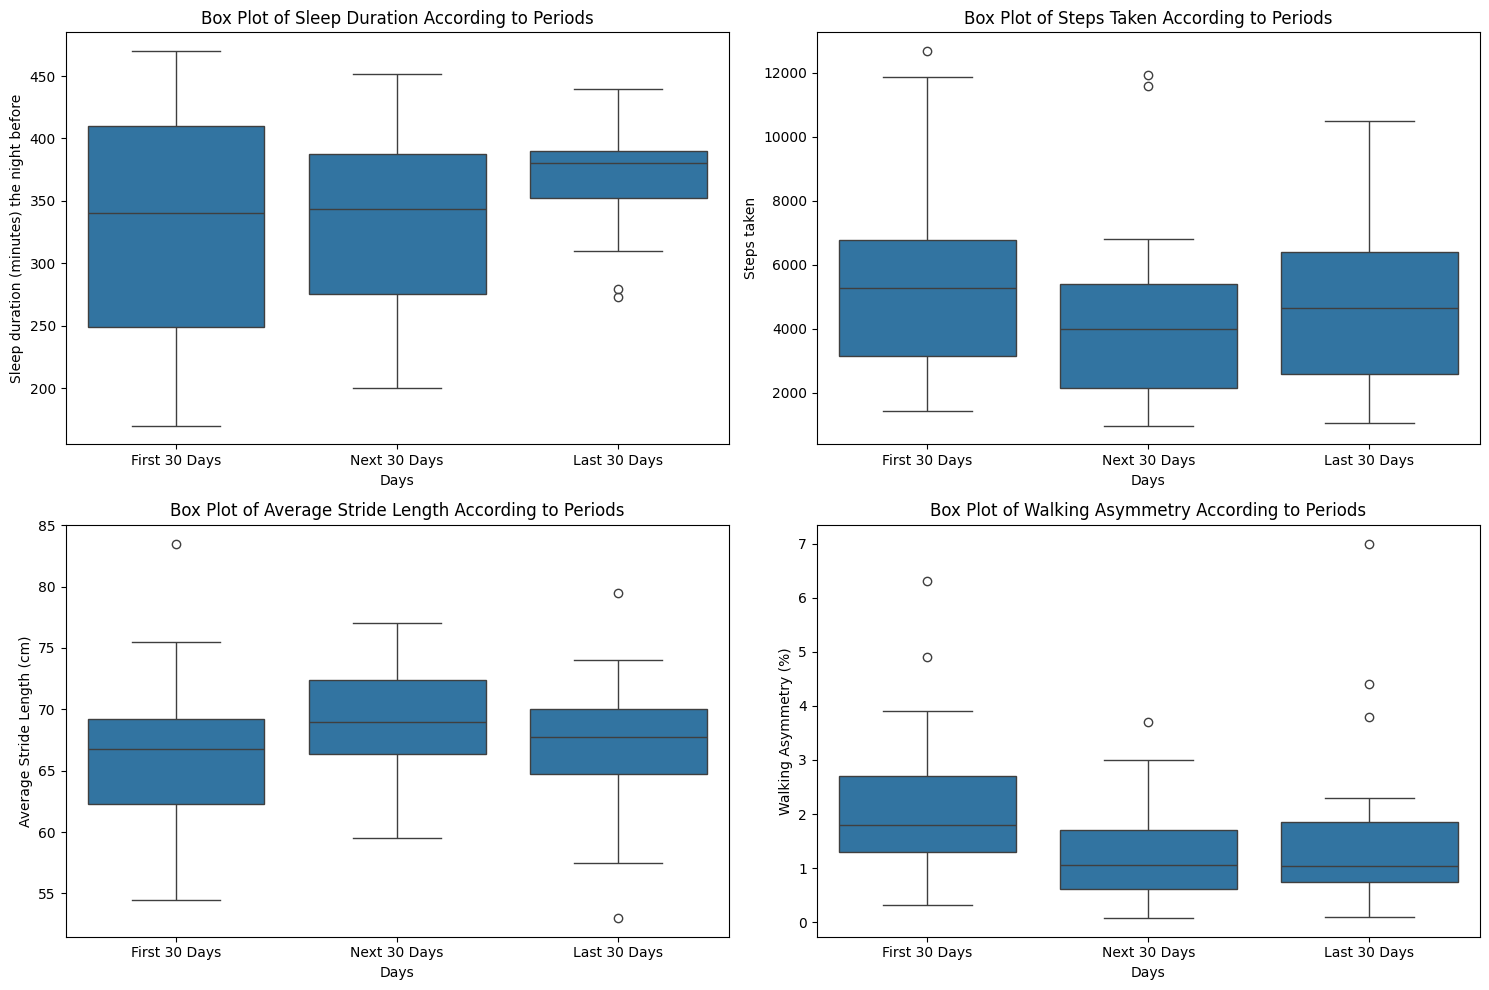 Box Plot of Sleep Duration According to Periods
Sleep duration (minutes) the night before
450
400
350
300
250
200
First 30 Days
Next 30 Days
Last 30 Days
Days
Box Plot of Steps Taken According to Periods
Steps taken
12000
10000
8000
6000
4000
2000
First 30 Days
Next 30 Days
Last 30 Days
Days
Box Plot of Average Stride Length According to Periods
Average Stride Length (cm)
85
80
75
70
65
60
55
First 30 Days
Next 30 Days
Last 30 Days
Days
Box Plot of Walking Asymmetry According to Periods
Walking Asymmetry (%)
7
6
5
4
3
2
1
0
First 30 Days
Next 30 Days
Last 30 Days
Days